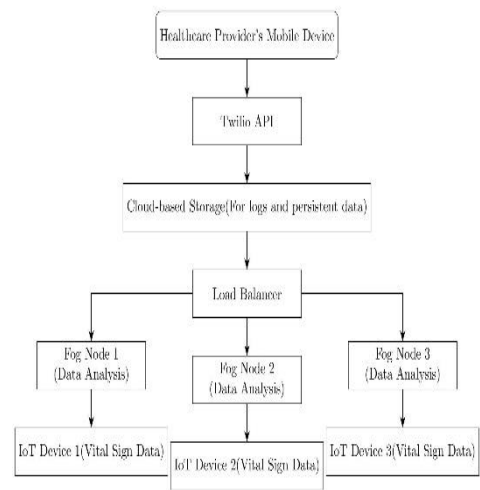 Healthcare Provider's Mobile Device
Twilio API
Cloud-based Storage(For logs and persistent data)
Load Balancer
Fog Node 1
(Data Analysis)
Fog Node 2
(Data Analysis)
Fog Node 3
(Data Analysis)
IoT Device 1(Vital Sign Data)
IoT Device 2(Vital Sign Data)
IoT Device 3(Vital Sign Data)